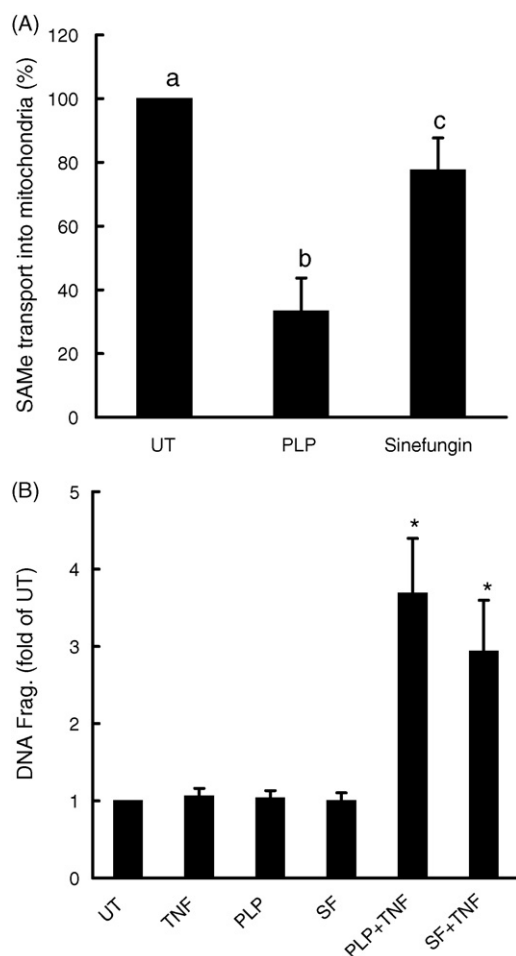 (A)
SAMe transport into mitochondria (%)
120
100
80
60
40
20
0
a
b
c
UT
PLP
Sinefungin
(B)
DNA Frag. (fold of UT)
5
4
3
2
1
0
*
*
UT
TNF
PLP
SF
PLP+TNF
SF+TNF